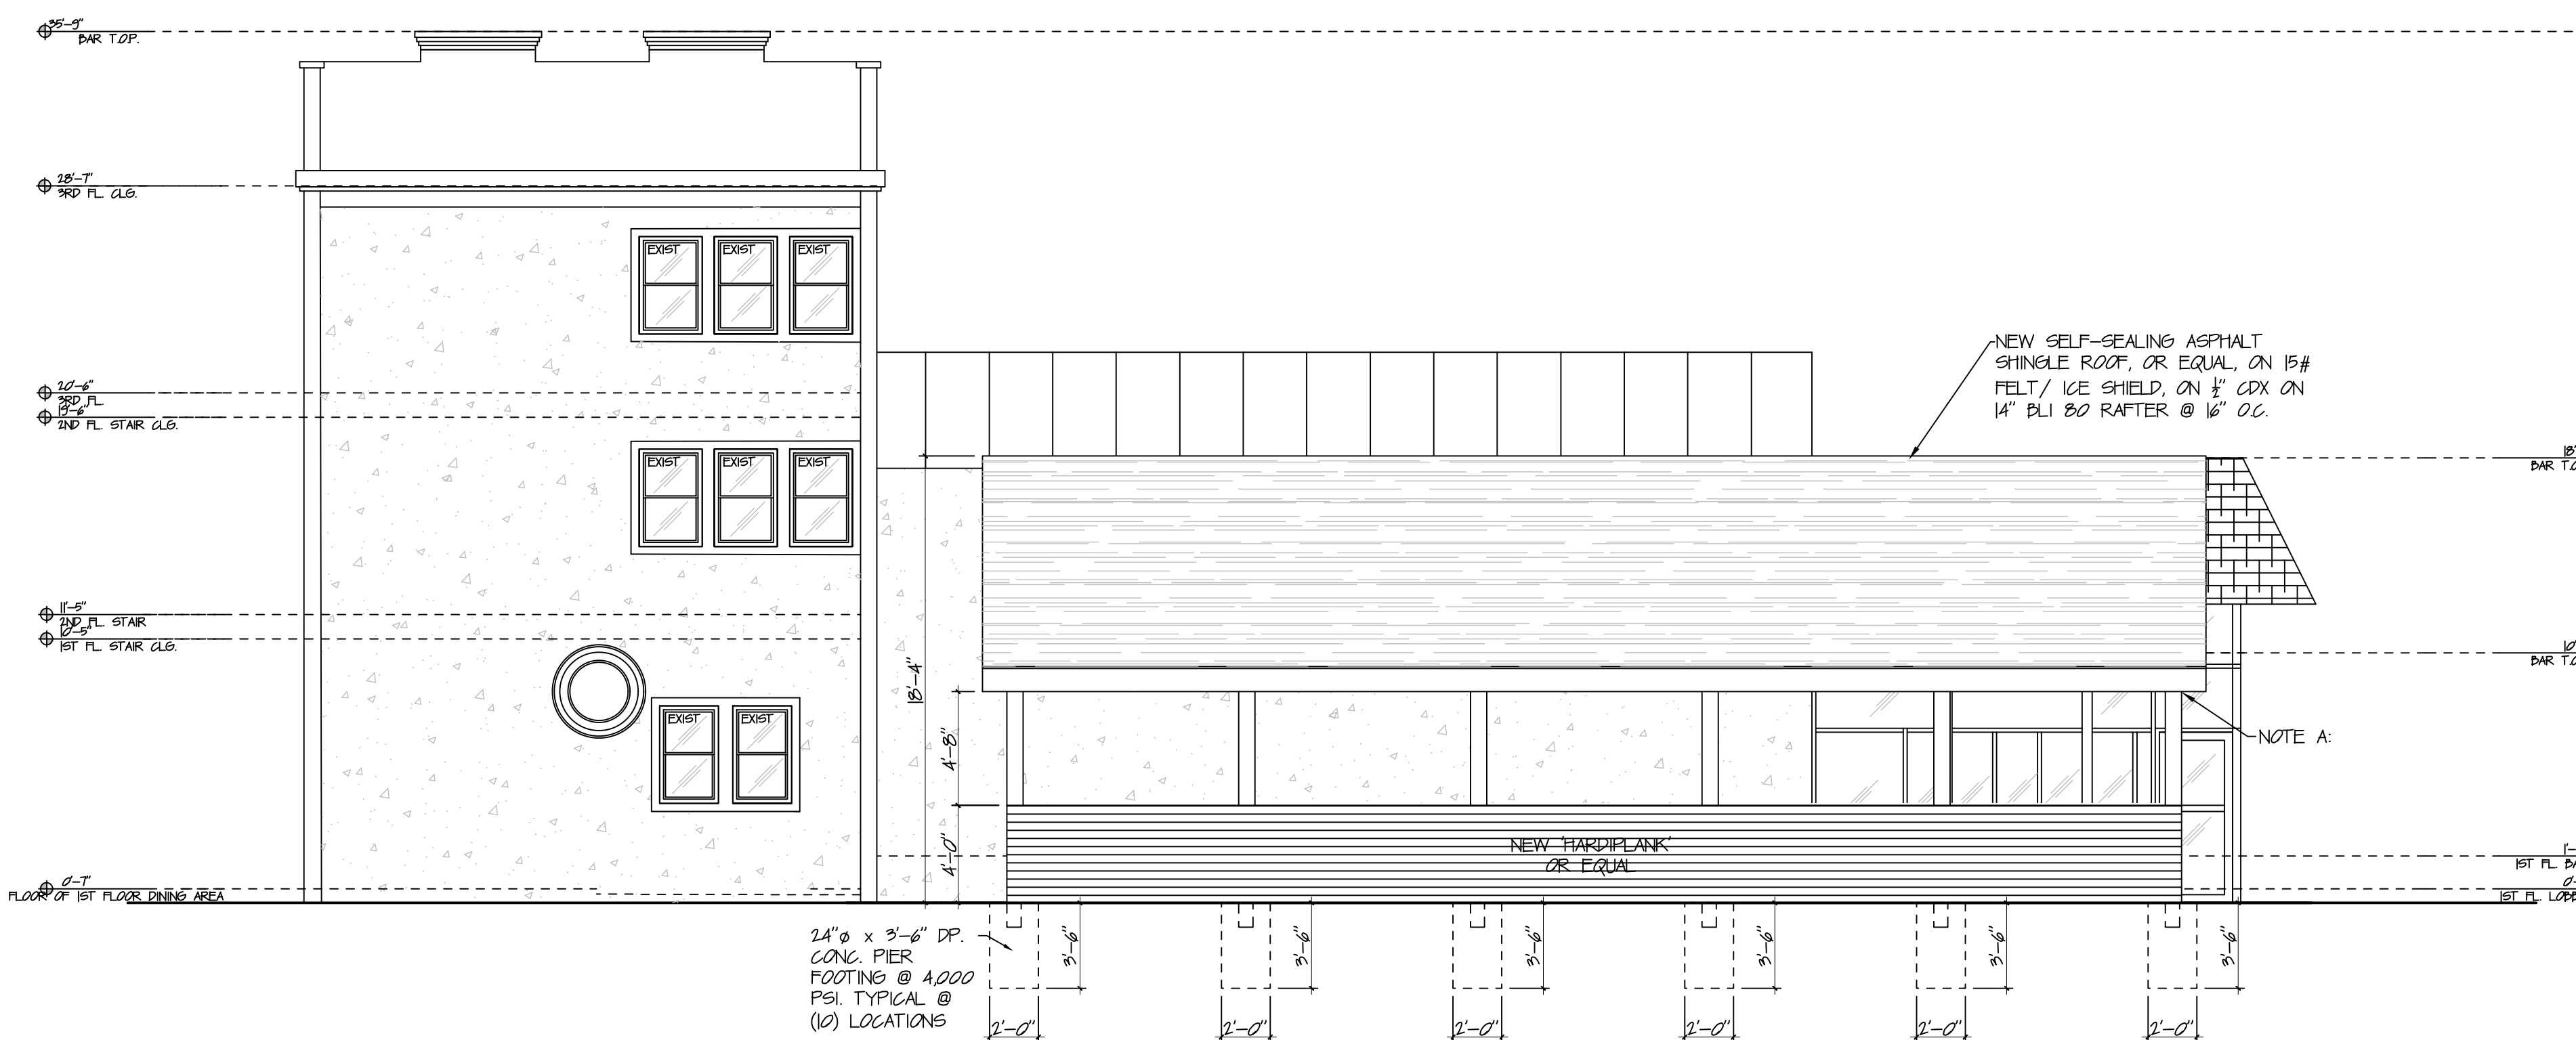 35'-9"
BAR T.O.P.
28'-7"
3RD FL. CLG.
20'-6"
3RD FL.
19'-6"
2ND FL. STAIR CLG.
11'-5"
2ND FL. STAIR
10'-5"
1ST FL. STAIR CLG.
0'-7"
FLOOR OF 1ST FLOOR DINING AREA
EXIST EXIST EXIST
EXIST EXIST EXIST
EXIST EXIST
NEW SELF-SEALING ASPHALT
SHINGLE ROOF, OR EQUAL, ON 15#
FELT/ ICE SHIELD, ON ½" CDX ON
14" BLI 80 RAFTER @ 16" O.C.
18'-4"
4'-8"
4'-0"
NOTE A:
NEW 'HARDIPLANK'
OR EQUAL
24"ø x 3'-6" DP.
CONC. PIER
FOOTING @ 4,000
PSI. TYPICAL @
(10) LOCATIONS
3'-6" 3'-6" 3'-6" 3'-6" 3'-6" 3'-6"
2'-0" 2'-0" 2'-0" 2'-0" 2'-0" 2'-0"
18'
BAR T.O
10'
BAR T.O
1'-
1ST FL. BA
0'-
1ST FL. LOBB